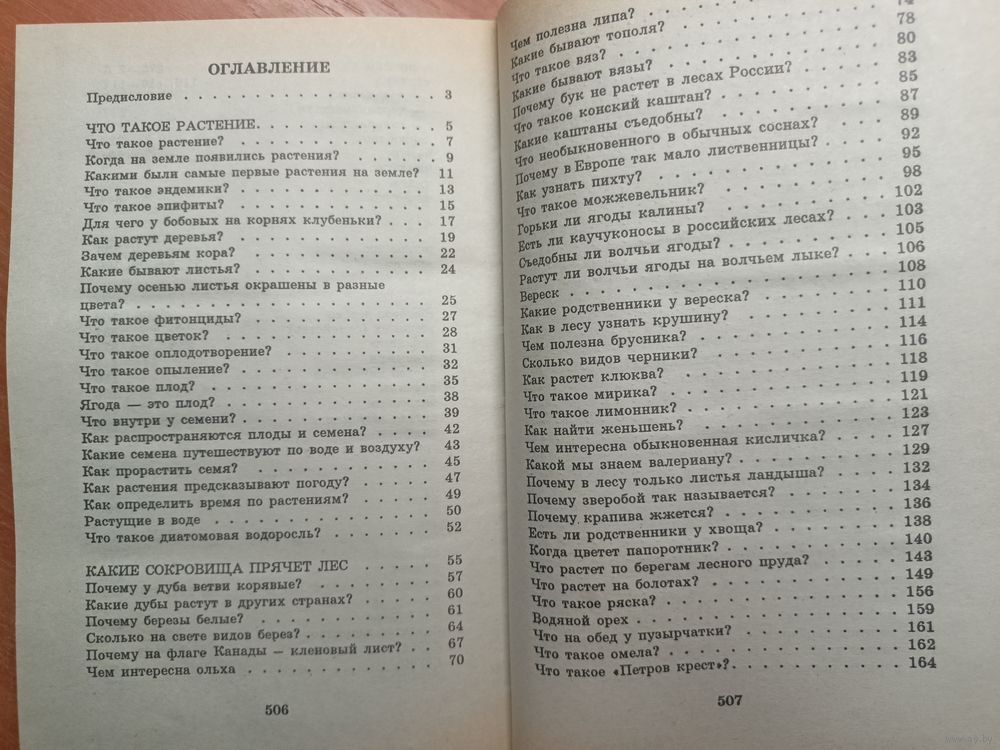 ОГЛАВЛЕНИЕ
Предисловие . . . . . . . . . . . . . . . . 3
ЧТО ТАКОЕ РАСТЕНИЕ. . . . . . . . . . . 5
Что такое растение? . . . . . . . . . . . . 7
Когда на земле появились растения? . . . . . 9
Какими были самые первые растения на земле? 11
Что такое эндемики? . . . . . . . . . . . . 13
Что такое эпифиты? . . . . . . . . . . . . 15
Для чего у бобовых на корнях клубеньки? . . 17
Как растут деревья? . . . . . . . . . . . . 19
Зачем деревьям кора? . . . . . . . . . . . 22
Какие бывают листья? . . . . . . . . . . . 24
Почему осенью листья окрашены в разные
цвета? . . . . . . . . . . . . . . . . . . 25
Что такое фитонциды? . . . . . . . . . . . 27
Что такое цветок? . . . . . . . . . . . . . 28
Что такое оплодотворение? . . . . . . . . . 31
Что такое опыление? . . . . . . . . . . . . 32
Что такое плод? . . . . . . . . . . . . . . 35
Ягода — это плод? . . . . . . . . . . . . . 38
Что внутри у семени? . . . . . . . . . . . 39
Как распространяются плоды и семена? . . . . 42
Какие семена путешествуют по воде и воздуху? 43
Как прорастить семя? . . . . . . . . . . . 45
Как растения предсказывают погоду? . . . . . 47
Как определить время по растениям? . . . . . 49
Растущие в воде . . . . . . . . . . . . . . 50
Что такое диатомовая водоросль? . . . . . . 52
КАКИЕ СОКРОВИЩА ПРЯЧЕТ ЛЕС . . . . 55
Почему у дуба ветви корявые? . . . . . . . . 57
Какие дубы растут в других странах? . . . . 60
Почему березы белые? . . . . . . . . . . . 61
Сколько на свете видов берез? . . . . . . . 64
Почему на флаге Канады – кленовый лист? . . 67
Чем интересна ольха . . . . . . . . . . . . 70
506
Чем полезна липа? . . . . . . . . . . . .
Какие бывают тополя? . . . . . . . . . . . 74
Что такое вяз? . . . . . . . . . . . . . . 78
Какие бывают вязы? . . . . . . . . . . . . 80
Почему бук не растет в лесах России? . . . . 83
Что такое конский каштан? . . . . . . . . . 85
Какие каштаны съедобны? . . . . . . . . . . 87
Что необыкновенного в обычных соснах? . . . 89
Почему в Европе так мало лиственницы? . . . 92
Как узнать пихту? . . . . . . . . . . . . . 95
Что такое можжевельник? . . . . . . . . . . 98
Горьки ли ягоды калины? . . . . . . . . . . 102
Есть ли каучуконосы в российских лесах? . . . 103
Съедобны ли волчьи ягоды? . . . . . . . . . 105
Растут ли волчьи ягоды на волчьем лыке? . . . 106
Вереск . . . . . . . . . . . . . . . . . . 108
Какие родственники у вереска? . . . . . . . 110
Как в лесу узнать крушину? . . . . . . . . . 111
Чем полезна брусника? . . . . . . . . . . . 114
Сколько видов черники? . . . . . . . . . . 116
Как растет клюква? . . . . . . . . . . . . 118
Что такое мирика? . . . . . . . . . . . . . 119
Что такое лимонник? . . . . . . . . . . . . 121
Как найти женьшень? . . . . . . . . . . . . 123
Чем интересна обыкновенная кисличка? . . . . 127
Какой мы знаем валериану? . . . . . . . . . 129
Почему в лесу только листья ландыша? . . . . 132
Почему зверобой так называется? . . . . . . 134
Почему крапива жжется? . . . . . . . . . . 136
Есть ли родственники у хвоща? . . . . . . . 138
Когда цветет папоротник? . . . . . . . . . . 140
Что растет по берегам лесного пруда? . . . . 143
Что растет на болотах? . . . . . . . . . . . 149
Что такое ряска? . . . . . . . . . . . . . 156
Водяной орех . . . . . . . . . . . . . . . 159
Что на обед у пузырчатки? . . . . . . . . . 161
Что такое омела? . . . . . . . . . . . . . 162
Что такое «Петров крест»?. . . . . . . . . . 164
507